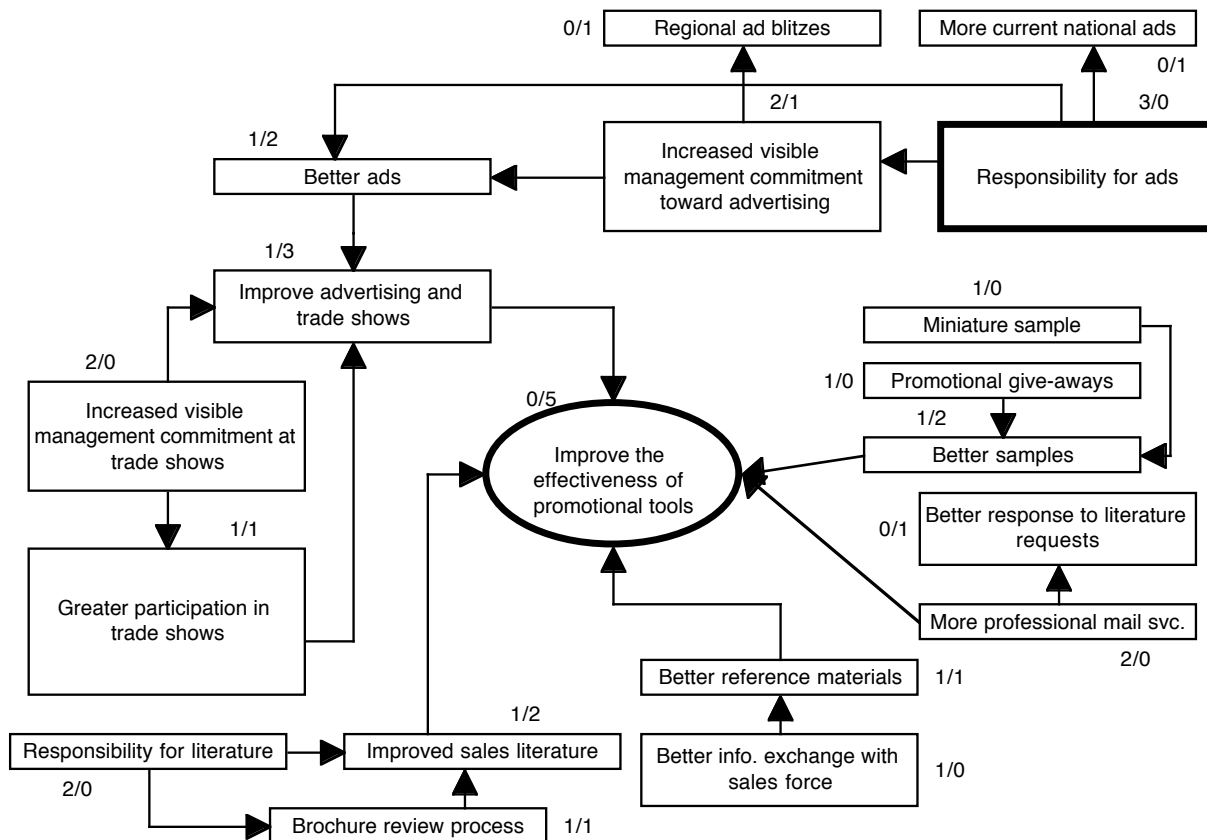 0/1
Regional ad blitzes
More current national ads
0/1
2/1
3/0
1/2
Better ads
Increased visible
management commitment
toward advertising
Responsibility for ads
1/3
Improve advertising and
trade shows
1/0
Miniature sample
2/0
Increased visible
management commitment at
trade shows
0/5
Improve the
effectiveness of
promotional tools
1/0
Promotional give-aways
1/2
Better samples
0/1
Better response to literature
requests
1/1
Greater participation in
trade shows
More professional mail svc.
2/0
Better reference materials
1/1
1/2
Responsibility for literature
Improved sales literature
Better info. exchange with
sales force
1/0
2/0
Brochure review process
1/1